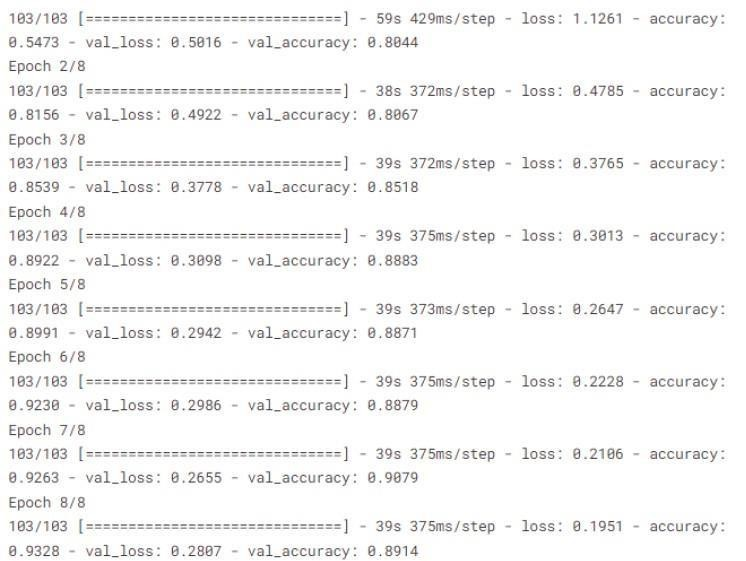 103/103 [==============================] - 59s 429ms/step - loss: 1.1261 - accuracy:
0.5473 - val_loss: 0.5016 - val_accuracy: 0.8044
Epoch 2/8
103/103 [==============================] - 38s 372ms/step - loss: 0.4785 - accuracy:
0.8156 - val_loss: 0.4922 - val_accuracy: 0.8067
Epoch 3/8
103/103 [==============================] - 39s 372ms/step - loss: 0.3765 - accuracy:
0.8539 - val_loss: 0.3778 - val_accuracy: 0.8518
Epoch 4/8
103/103 [==============================] - 39s 375ms/step - loss: 0.3013 - accuracy:
0.8922 - val_loss: 0.3098 - val_accuracy: 0.8883
Epoch 5/8
103/103 [==============================] - 39s 373ms/step - loss: 0.2647 - accuracy:
0.8991 - val_loss: 0.2942 - val_accuracy: 0.8871
Epoch 6/8
103/103 [==============================] - 39s 375ms/step - loss: 0.2228 - accuracy:
0.9230 - val_loss: 0.2986 - val_accuracy: 0.8879
Epoch 7/8
103/103 [==============================] - 39s 375ms/step - loss: 0.2106 - accuracy:
0.9263 - val_loss: 0.2655 - val_accuracy: 0.9079
Epoch 8/8
103/103 [==============================] - 39s 375ms/step - loss: 0.1951 - accuracy:
0.9328 - val_loss: 0.2807 - val_accuracy: 0.8914